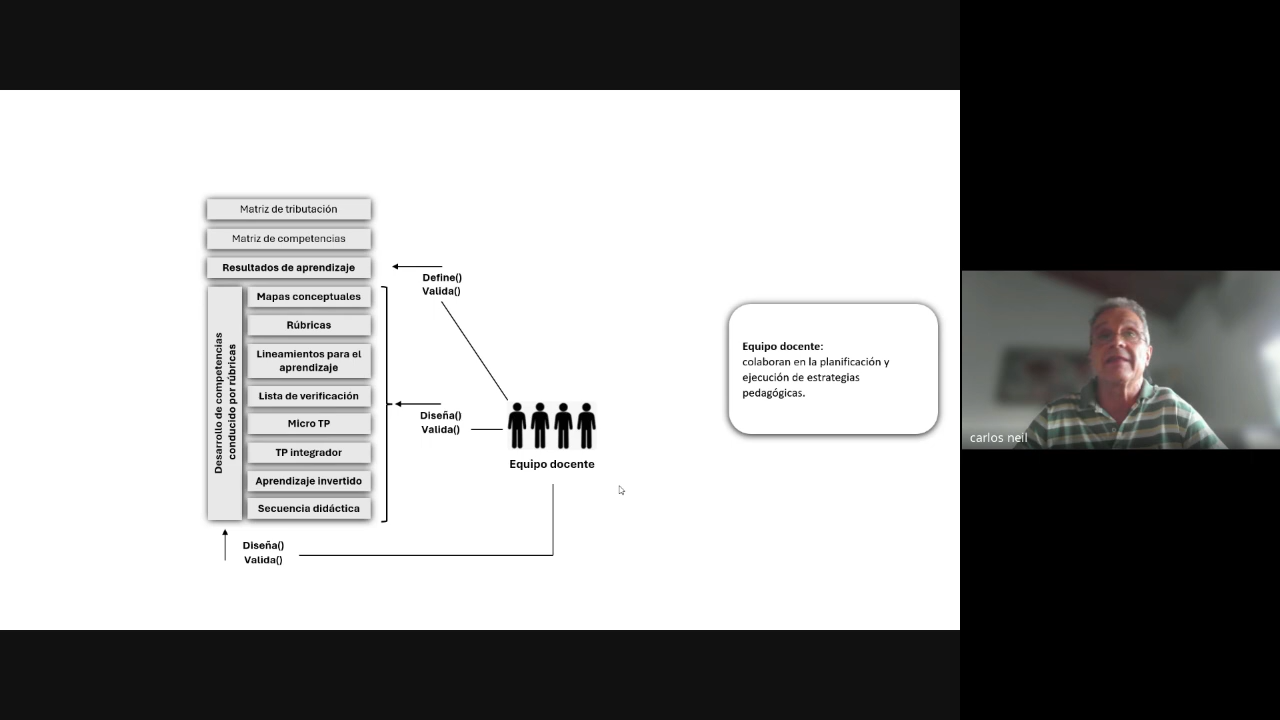 Matriz de tributación
Matriz de competencias
Resultados de aprendizaje
Desarrollo de competencias
conducido por rúbricas
Mapas conceptuales
Rúbricas
Lineamientos para el
aprendizaje
Lista de verificación
Micro TP
TP integrador
Aprendizaje invertido
Secuencia didáctica
Define()
Valida()
Diseña()
Valida()
Equipo docente
Diseña()
Valida()
Equipo docente:
colaboran en la planificación y
ejecución de estrategias
pedagógicas.
carlos neil